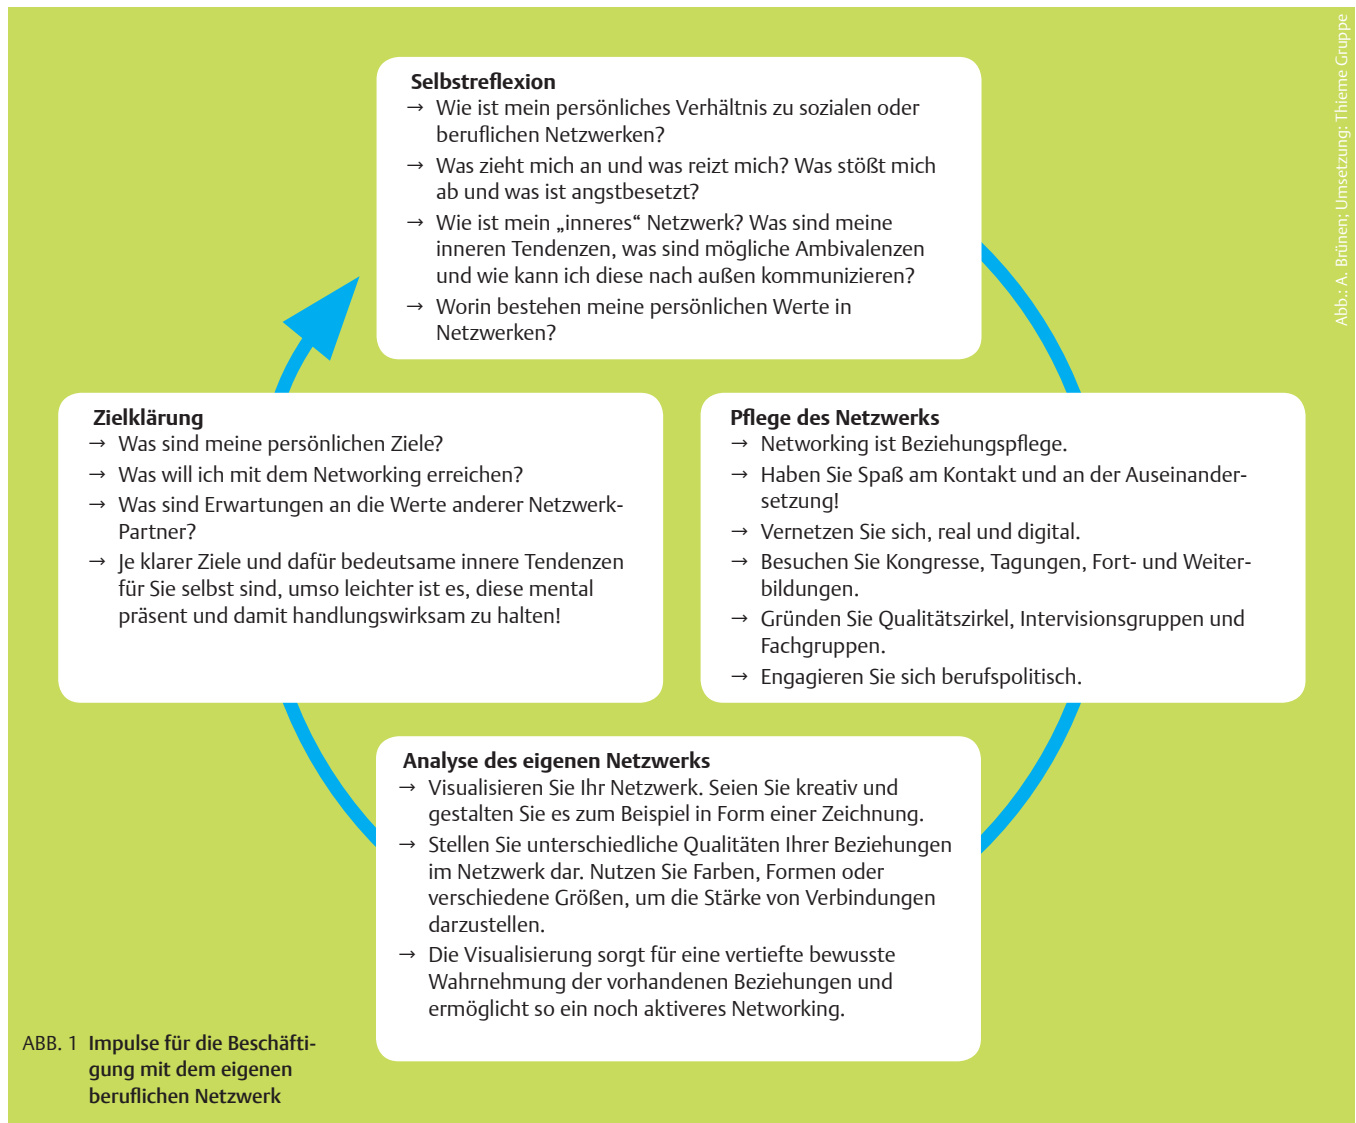 Selbstreflexion
→ Wie ist mein persönliches Verhältnis zu sozialen oder
beruflichen Netzwerken?
→ Was zieht mich an und was reizt mich? Was stößt mich
ab und was ist angstbesetzt?
→ Wie ist mein „inneres“ Netzwerk? Was sind meine
inneren Tendenzen, was sind mögliche Ambivalenzen
und wie kann ich diese nach außen kommunizieren?
→ Worin bestehen meine persönlichen Werte in
Netzwerken?
Zielklärung
→ Was sind meine persönlichen Ziele?
→ Was will ich mit dem Networking erreichen?
→ Was sind Erwartungen an die Werte anderer Netzwerk-
Partner?
→ Je klarer Ziele und dafür bedeutsame innere Tendenzen
für Sie selbst sind, umso leichter ist es, diese mental
präsent und damit handlungswirksam zu halten!
Pflege des Netzwerks
→ Networking ist Beziehungspflege.
→ Haben Sie Spaß am Kontakt und an der Auseinander-
setzung!
→ Vernetzen Sie sich, real und digital.
→ Besuchen Sie Kongresse, Tagungen, Fort- und Weiter-
bildungen.
→ Gründen Sie Qualitätszirkel, Intervisionsgruppen und
Fachgruppen.
→ Engagieren Sie sich berufspolitisch.
Analyse des eigenen Netzwerks
→ Visualisieren Sie Ihr Netzwerk. Seien Sie kreativ und
gestalten Sie es zum Beispiel in Form einer Zeichnung.
→ Stellen Sie unterschiedliche Qualitäten Ihrer Beziehungen
im Netzwerk dar. Nutzen Sie Farben, Formen oder
verschiedene Größen, um die Stärke von Verbindungen
darzustellen.
→ Die Visualisierung sorgt für eine vertiefte bewusste
Wahrnehmung der vorhandenen Beziehungen und
ermöglicht so ein noch aktiveres Networking.
ABB. 1 Impulse für die Beschäfti-
gung mit dem eigenen
beruflichen Netzwerk
Abb.: A. Brünen; Umsetzung: Thieme Gruppe